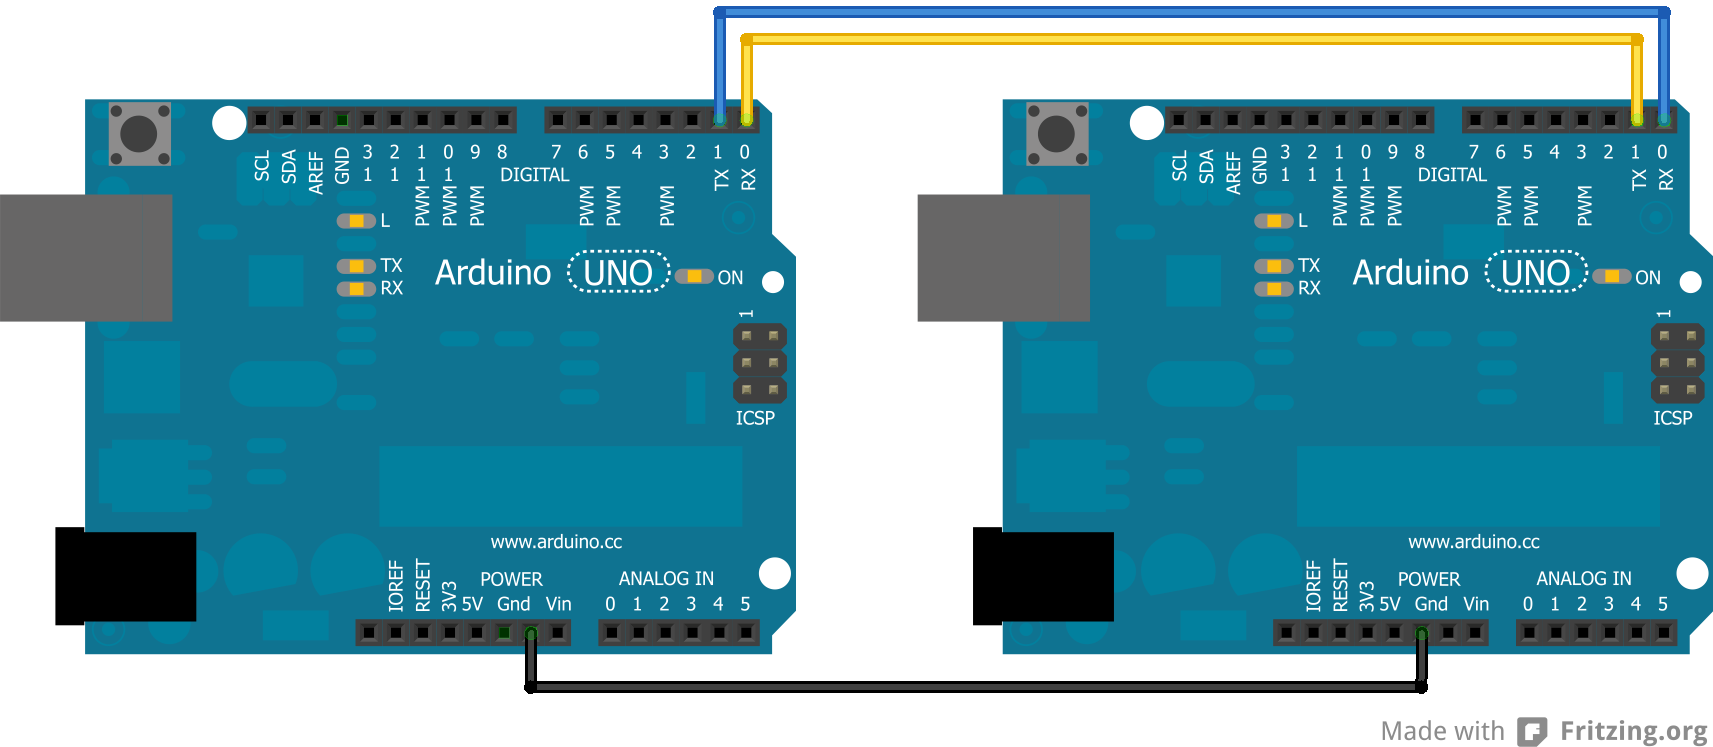 SCL SDA AREF GND 3 2 1 0 9 8 7 6 5 4 3 2 1 0
1 1 1 1 DIGITAL TX RX
PWM PWM PWM PWM PWM PWM
L
TX
RX
Arduino UNO ON
1
ICSP
www.arduino.cc
IOREF RESET 3V3 POWER ANALOG IN
5V Gnd Vin 0 1 2 3 4 5
SCL SDA AREF GND 3 2 1 0 9 8 7 6 5 4 3 2 1 0
1 1 1 1 DIGITAL TX RX
PWM PWM PWM PWM PWM PWM
L
TX
RX
Arduino UNO ON
1
ICSP
www.arduino.cc
IOREF RESET 3V3 POWER ANALOG IN
5V Gnd Vin 0 1 2 3 4 5
Made with Fritzing.org